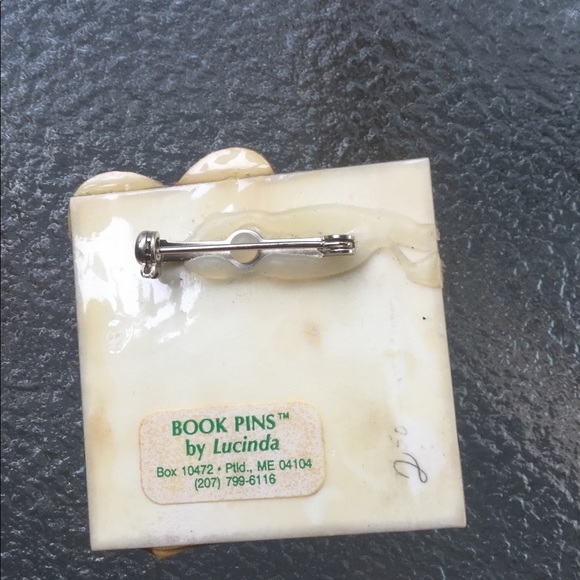 BOOK PINS™
by Lucinda
Box 10472 • Ptld., ME 04104
(207) 799-6116